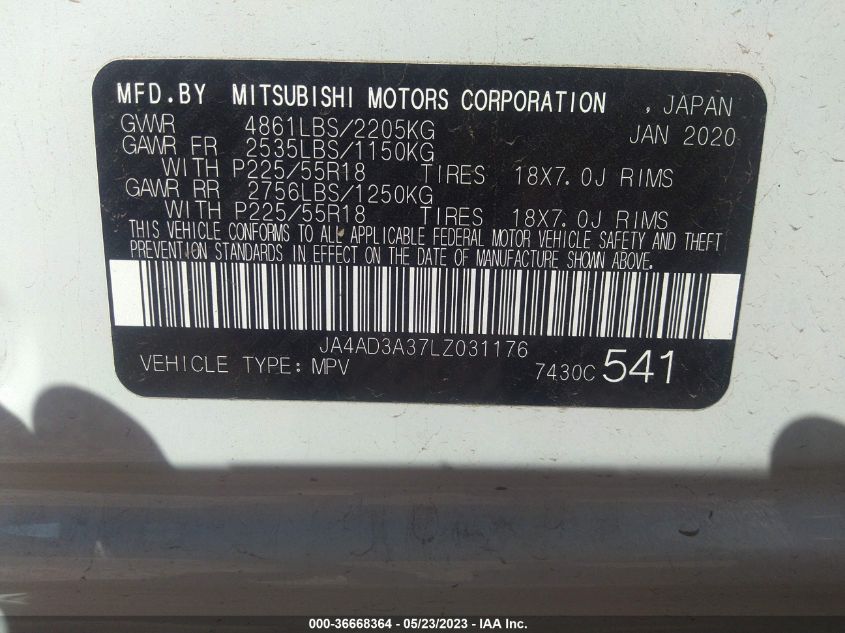 MFD.BY MITSUBISHI MOTORS CORPORATION , JAPAN
GVWR 4861LBS/2205KG JAN 2020
GAWR FR 2535LBS/1150KG
WITH P225/55R18 TIRES 18X7.0J RIMS
GAWR RR 2756LBS/1250KG
WITH P225/55R18 TIRES 18X7.0J RIMS
THIS VEHICLE CONFORMS TO ALL APPLICABLE FEDERAL MOTOR VEHICLE SAFETY AND THEFT
PREVENTION STANDARDS IN EFFECT ON THE DATE OF MANUFACTURE SHOWN ABOVE.
JA4AD3A37LZ031176
VEHICLE TYPE: MPV 7430C 541
000-36668364 - 05/23/2023 - IAA Inc.